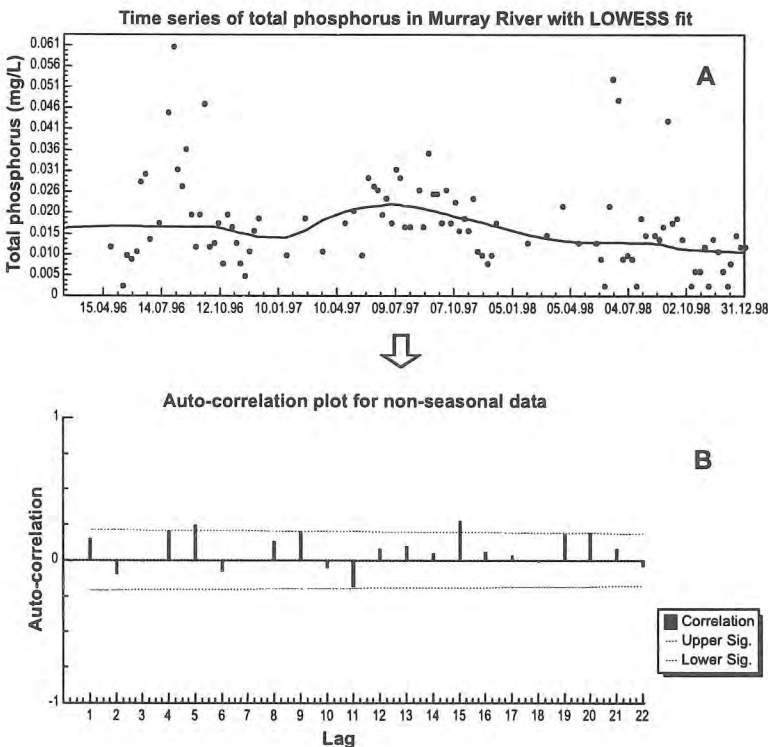 Time series of total phosphorus in Murray River with LOWESS fit
Total phosphorus (mg/L)
0.061
0.056
0.051
0.046
0.041
0.036
0.031
0.026
0.020
0.015
0.010
0.005
0
A
15.04.96 14.07.96 12.10.96 10.01.97 10.04.97 09.07.97 07.10.97 05.01.98 05.04.98 04.07.98 02.10.98 31.12.98
Auto-correlation plot for non-seasonal data
Auto-correlation
1
0
-1
B
Correlation
Upper Sig.
Lower Sig.
1 2 3 4 5 6 7 8 9 10 11 12 13 14 15 16 17 18 19 20 21 22
Lag